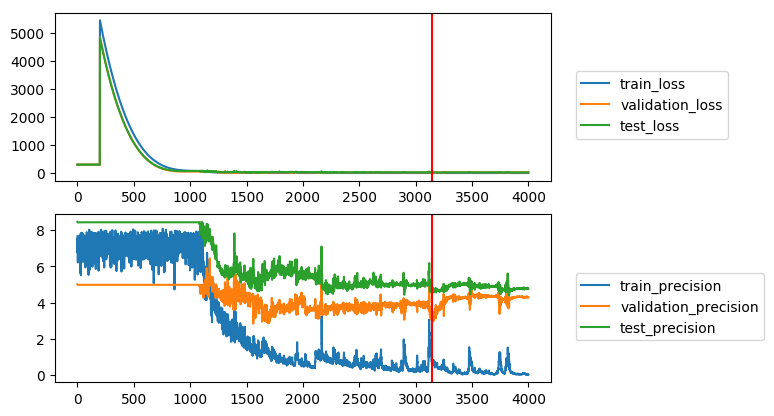 5000
4000
3000
2000
1000
0
0 500 1000 1500 2000 2500 3000 3500 4000
train_loss
validation_loss
test_loss
8
6
4
2
0
0 500 1000 1500 2000 2500 3000 3500 4000
train_precision
validation_precision
test_precision